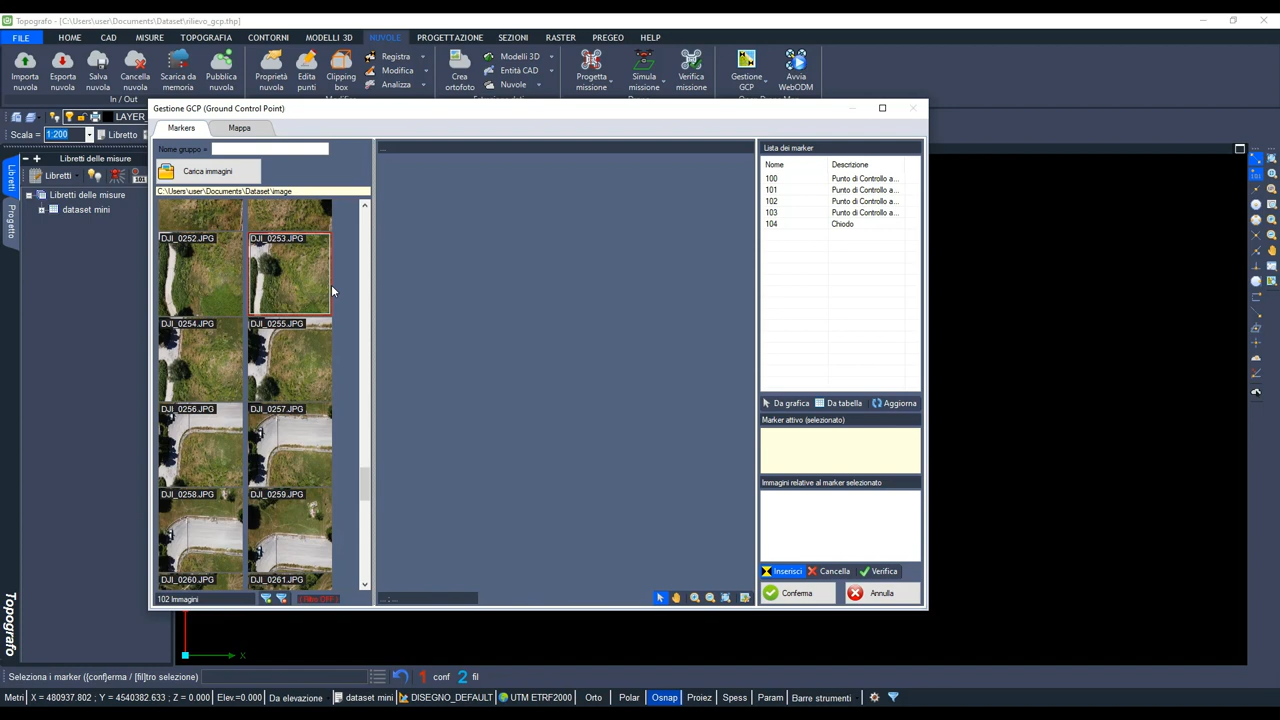 Topografo - [C:\Users\user\Documents\Dataset\rilievo_gcp.thp]
FILE HOME CAD MISURE TOPOGRAFIA CONTORNI MODELLI 3D NUVOLE PROGETTAZIONE SEZIONI RASTER PREGEO HELP
Importa nuvola
Esporta nuvola
Salva nuvola
Cancella nuvola
Scarica da memoria
Pubblica nuvola
In / Out
Proprietà nuvola
Edita punti
Clipping box
Registra
Modifica
Analizza
Crea ortofoto
Modelli 3D
Entità CAD
Nuvole
Progetta missione
Simula missione
Verifica missione
Gestione GCP
Avvia WebODM
LAYER_
Scala = 1:200 Libretto
Libretti delle misure
Libretti
Libretti delle misure
dataset mini
Libretti
Progetto
Gestione GCP (Ground Control Point)
Markers Mappa
Nome gruppo =
Carica immagini
C:\Users\user\Documents\Dataset\image
DJI_0252.JPG DJI_0253.JPG
DJI_0254.JPG DJI_0255.JPG
DJI_0256.JPG DJI_0257.JPG
DJI_0258.JPG DJI_0259.JPG
DJI_0260.JPG DJI_0261.JPG
102 Immagini
...
... ; ...
Lista dei marker
Nome Descrizione
100 Punto di Controllo a...
101 Punto di Controllo a...
102 Punto di Controllo a...
103 Punto di Controllo a...
104 Chiodo
Da grafica Da tabella Aggiorna
Marker attivo (selezionato)
Immagini relative al marker selezionato
Inserisci Cancella Verifica
Conferma Annulla
Topografo
X
Seleziona i marker ([conf]erma / [fil]tro selezione)
1 conf 2 fil
Metri X = 480937.802 ; Y = 4540382.633 ; Z = 0.000 Elev.=0.000 Da elevazione dataset mini DISEGNO_DEFAULT UTM ETRF2000 Orto Polar Osnap Proiez Spess Param Barre strumenti